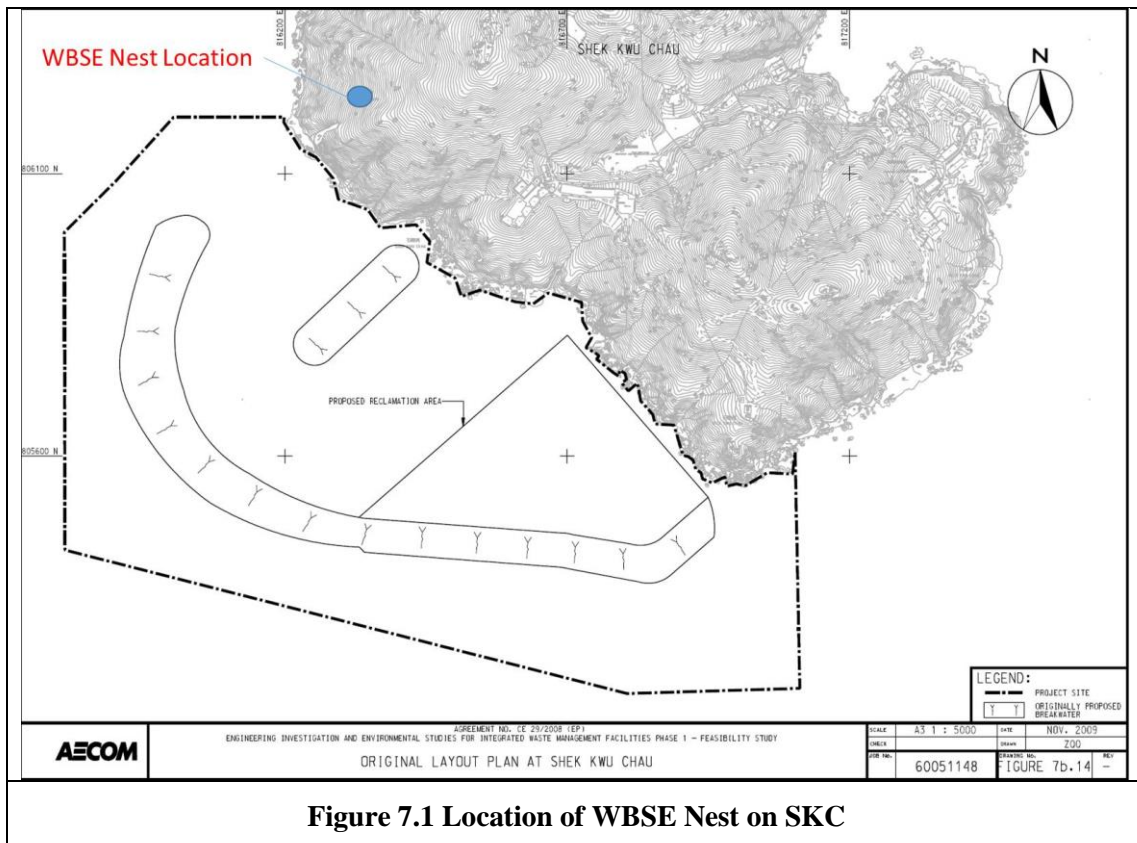 816200 E
816700 E
817200 E
SHEK KWU CHAU
WBSE Nest Location
N
806100 N
PROPOSED RECLAMATION AREA
805600 N
LEGEND:
PROJECT SITE
ORIGINALLY PROPOSED
BREAKWATER
AECOM
AGREEMENT NO. CE 29/2008 (EP)
ENGINEERING INVESTIGATION AND ENVIRONMENTAL STUDIES FOR INTEGRATED WASTE MANAGEMENT FACILITIES PHASE 1 – FEASIBILITY STUDY
ORIGINAL LAYOUT PLAN AT SHEK KWU CHAU
SCALE A3 1 : 5000 DATE NOV. 2009
CHECK DRAWN ZQQ
JOB No. 60051148 DRAWING No. FIGURE 7b.14 REV -
Figure 7.1 Location of WBSE Nest on SKC